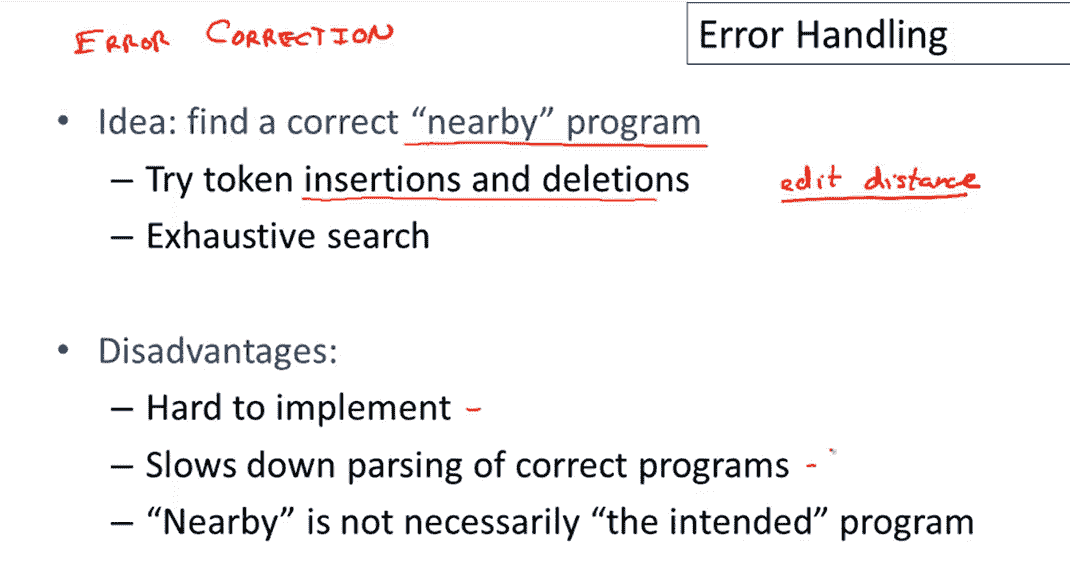 ERROR CORRECTION
Error Handling
• Idea: find a correct “nearby” program
– Try token insertions and deletions
edit distance
– Exhaustive search
• Disadvantages:
– Hard to implement -
– Slows down parsing of correct programs -
– “Nearby” is not necessarily “the intended” program